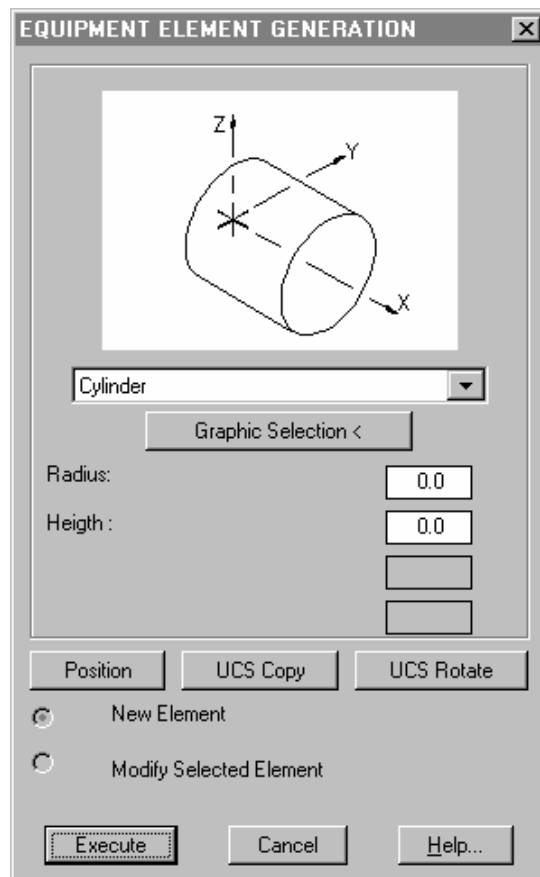 EQUIPMENT ELEMENT GENERATION
Z
Y
X
Cylinder
Graphic Selection <
Radius: 0.0
Heigth : 0.0
Position UCS Copy UCS Rotate
New Element
Modify Selected Element
Execute Cancel Help...